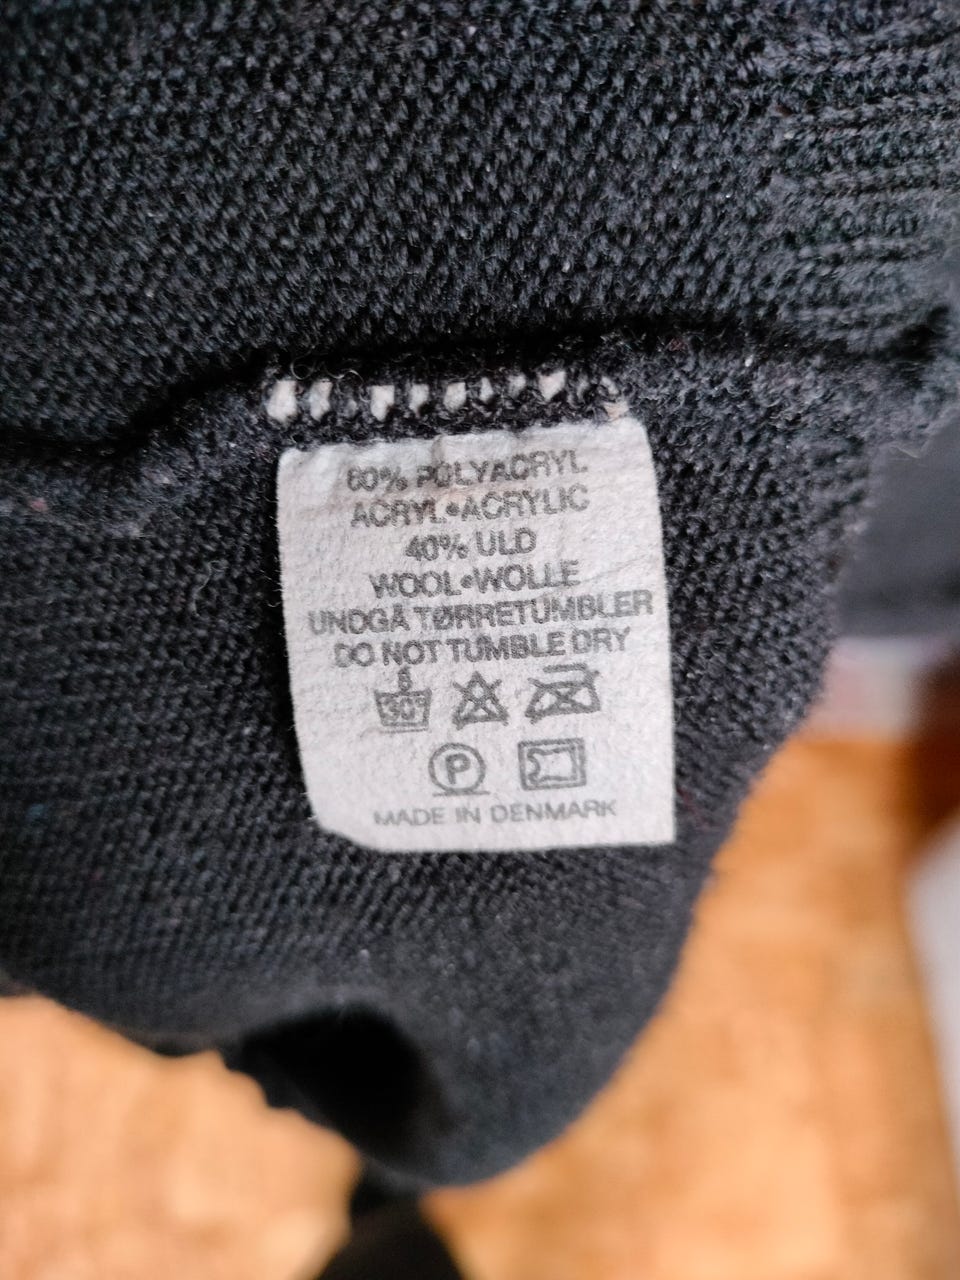 60% POLYACRYL
ACRYL•ACRYLIC
40% ULD
WOOL•WOLLE
UNDGÅ TØRRETUMBLER
DO NOT TUMBLE DRY
30°
P
MADE IN DENMARK